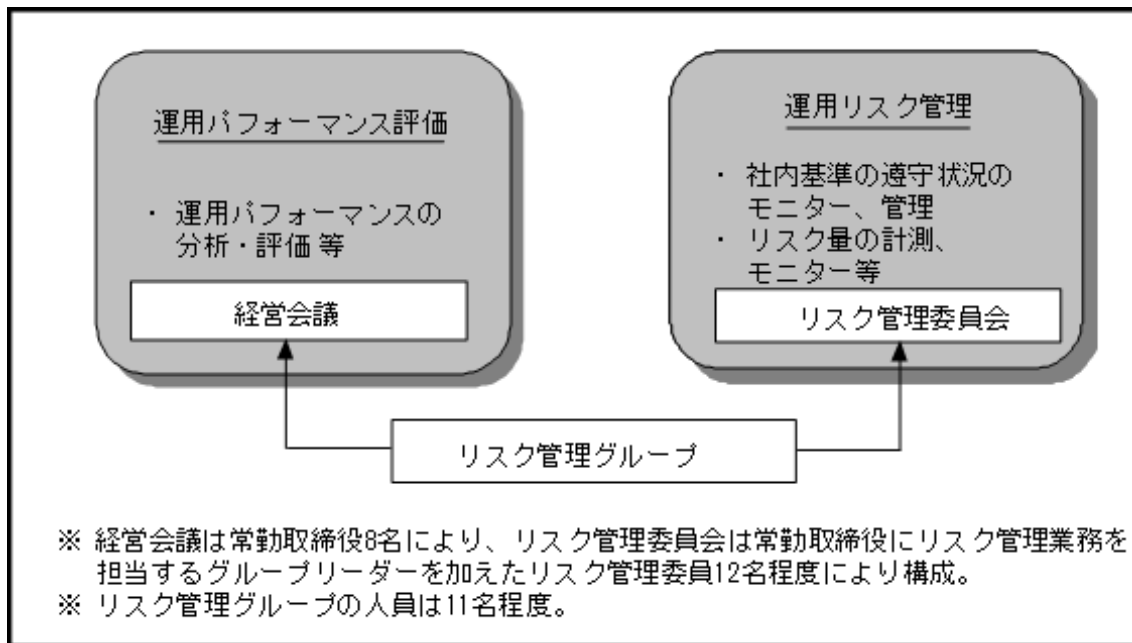 運用パフォーマンス評価
・ 運用パフォーマンスの
分析・評価等
経営会議
運用リスク管理
・ 社内基準の遵守状況の
モニター、管理
・ リスク量の計測、
モニター等
リスク管理委員会
リスク管理グループ
※ 経営会議は常勤取締役8名により、リスク管理委員会は常勤取締役にリスク管理業務を
担当するグループリーダーを加えたリスク管理委員12名程度により構成。
※ リスク管理グループの人員は11名程度。